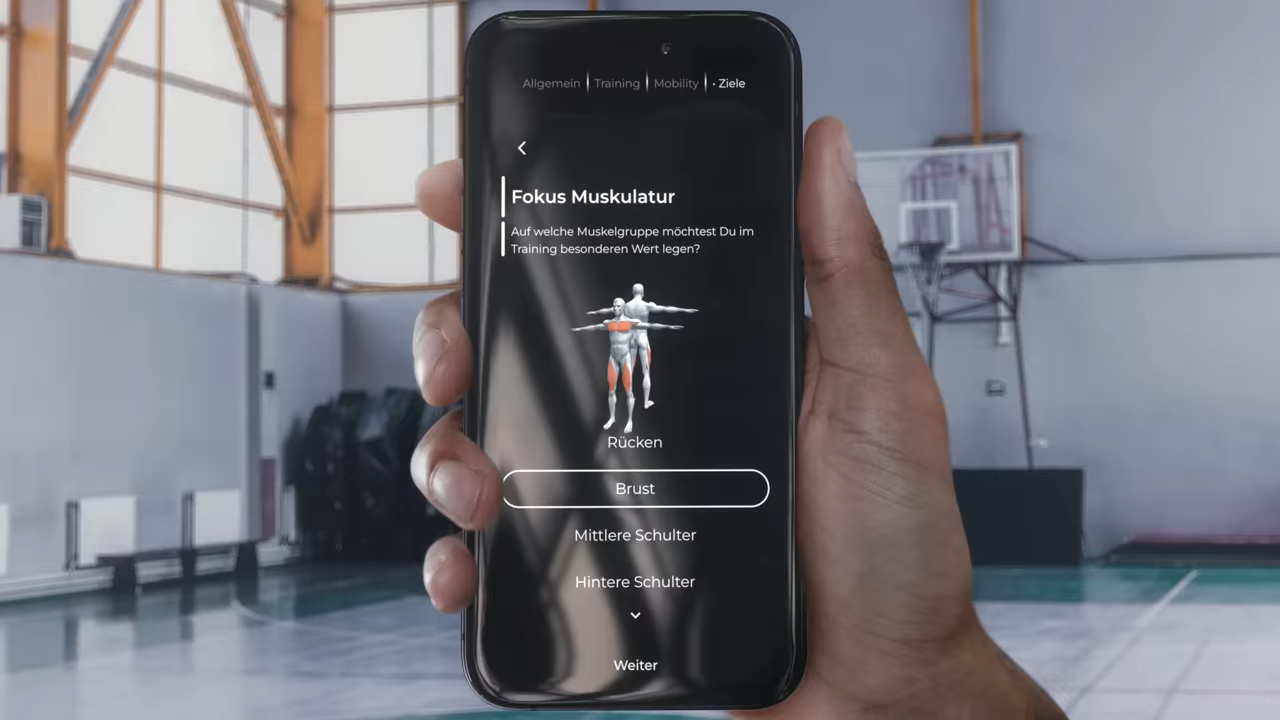 Allgemein | Training | Mobility | · Ziele
Fokus Muskulatur
Auf welche Muskelgruppe möchtest Du im
Training besonderen Wert legen?
Rücken
Brust
Mittlere Schulter
Hintere Schulter
Weiter